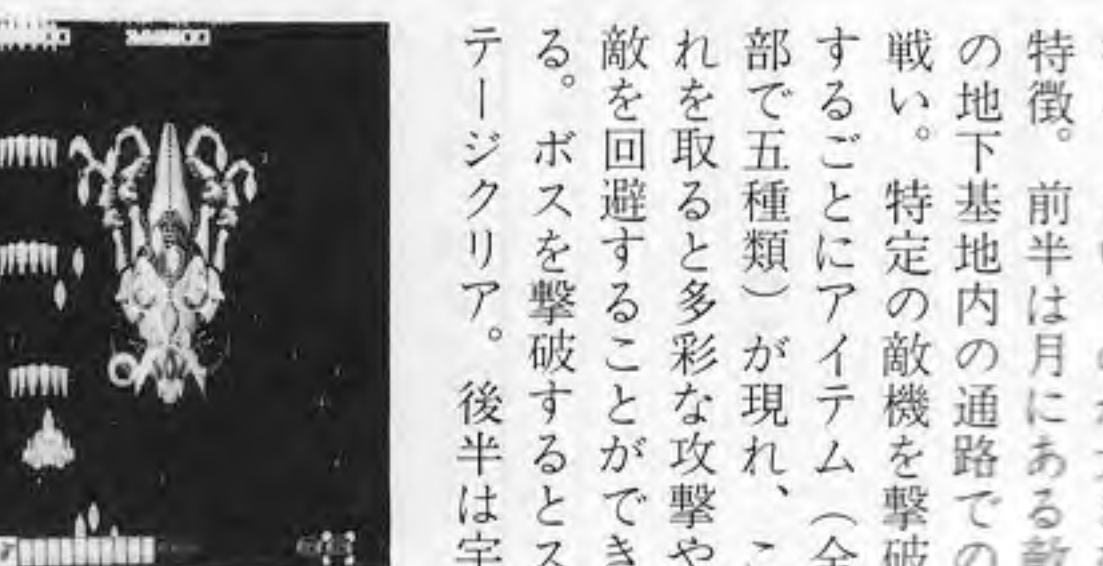 特徴。前半は月にある敵
の地下基地内の通路での
戦い。特定の敵機を撃破
するごとにアイテム（全
部で五種類）が現れ、こ
れを取ると多彩な攻撃や
敵を回避することができ
る。ボスを撃破するとス
テージクリア。後半は宇